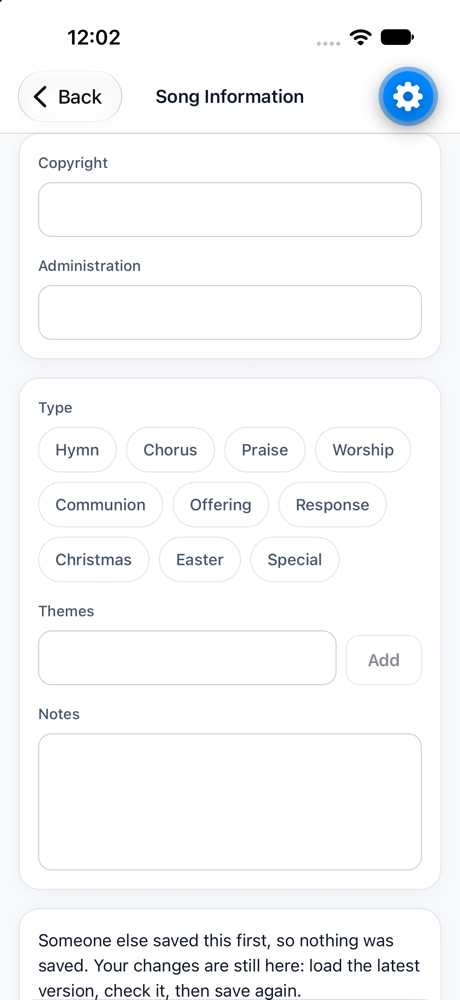 12:02
Back
Song Information
Copyright
Administration
Type
Hymn
Chorus
Praise
Worship
Communion
Offering
Response
Christmas
Easter
Special
Themes
Add
Notes
Someone else saved this first, so nothing was
saved. Your changes are still here: load the latest
version, check it, then save again.